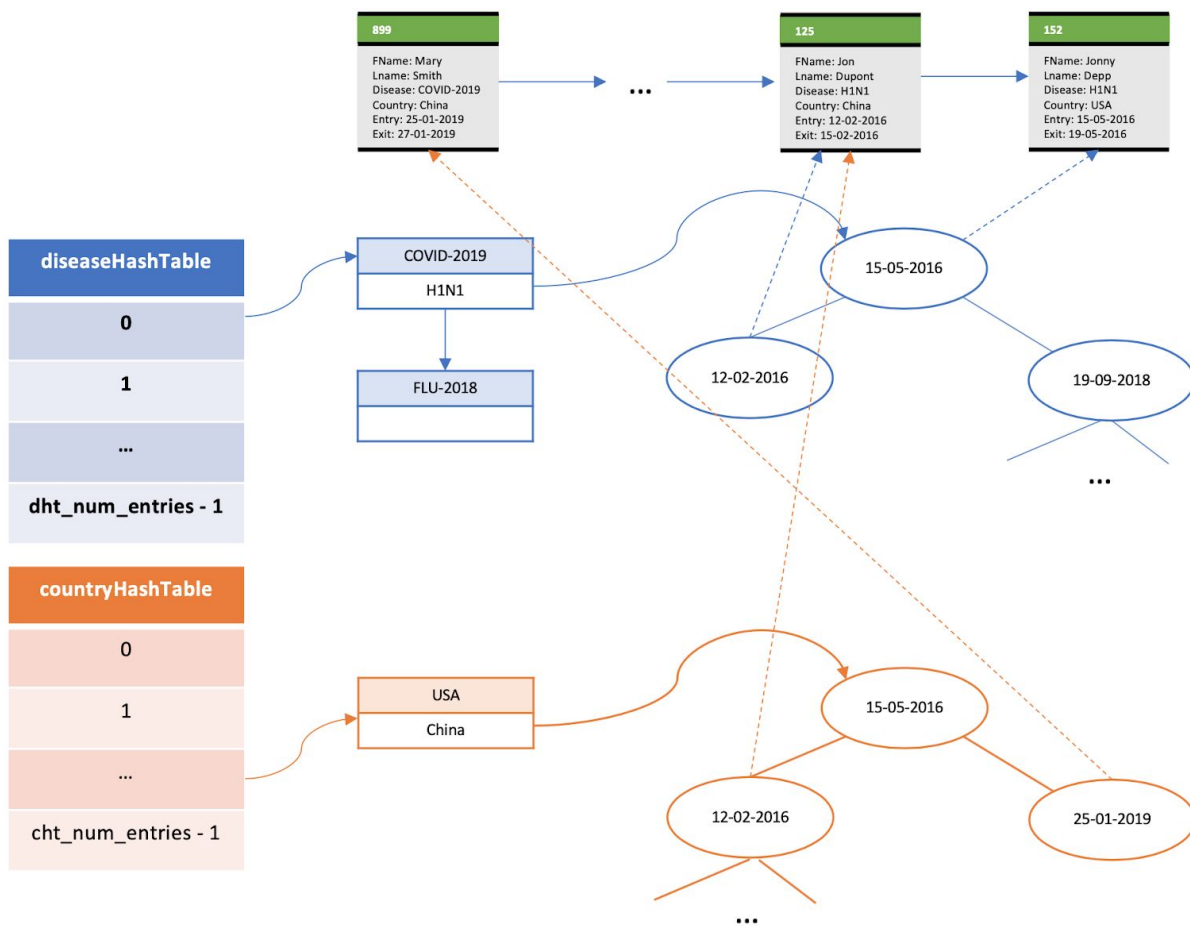 899
FName: Mary
Lname: Smith
Disease: COVID-2019
Country: China
Entry: 25-01-2019
Exit: 27-01-2019
...
125
FName: Jon
Lname: Dupont
Disease: H1N1
Country: China
Entry: 12-02-2016
Exit: 15-02-2016
152
FName: Jonny
Lname: Depp
Disease: H1N1
Country: USA
Entry: 15-05-2016
Exit: 19-05-2016
diseaseHashTable
0
1
...
dht_num_entries - 1
COVID-2019
H1N1
FLU-2018
15-05-2016
12-02-2016
19-09-2018
...
countryHashTable
0
1
...
cht_num_entries - 1
USA
China
15-05-2016
12-02-2016
25-01-2019
...